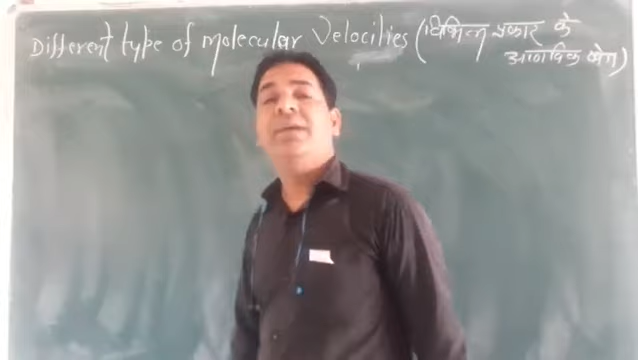 Different type of molecular Velocities (विभिन्न प्रकार के
आणविक वेग)